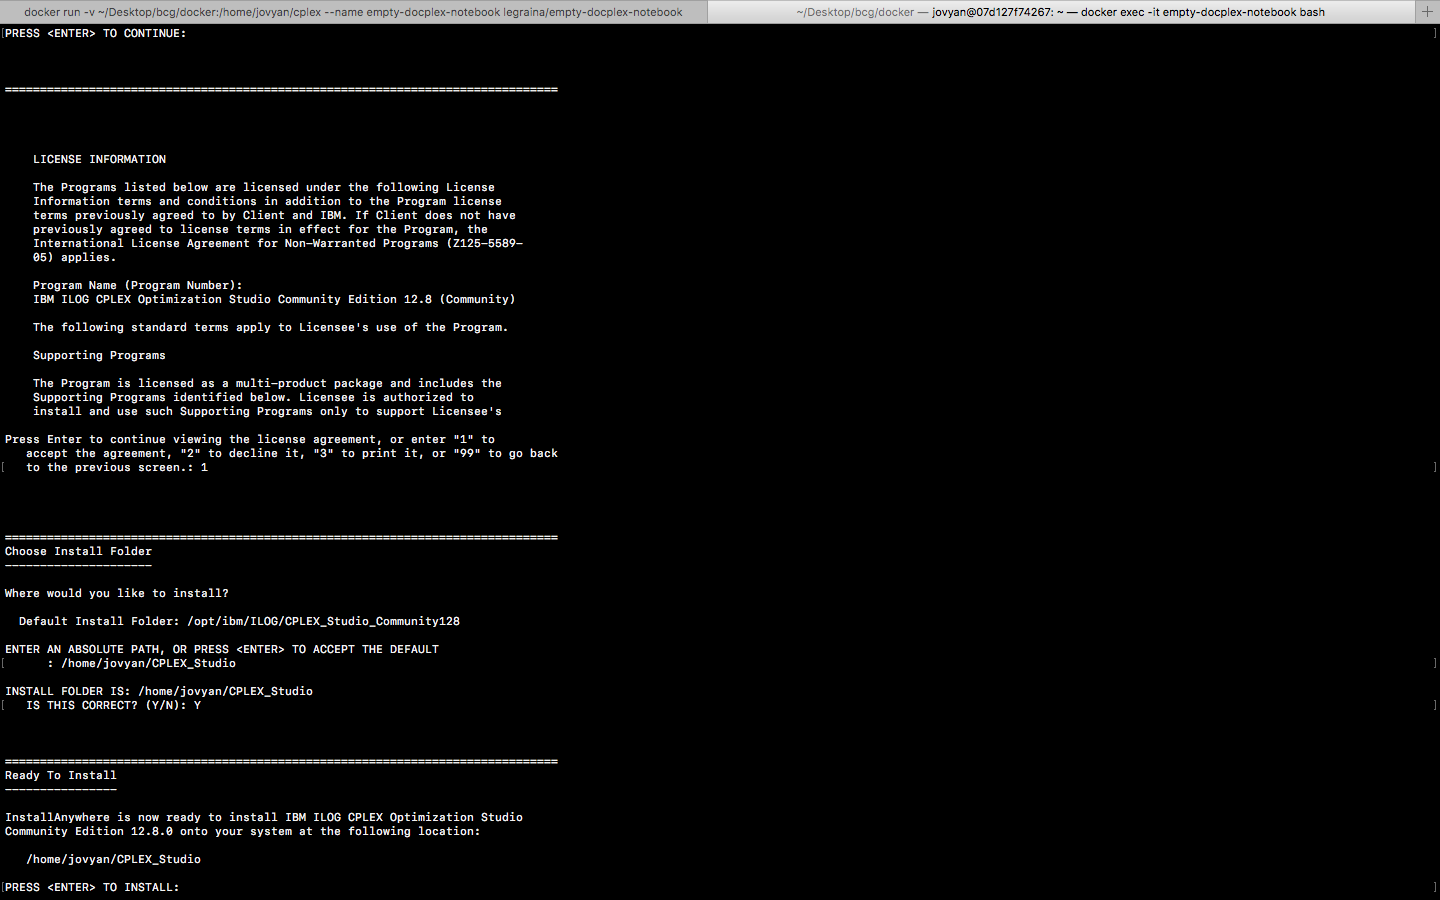 docker run -v ~/Desktop/bcg/docker:/home/jovyan/cplex --name empty-docplex-notebook legraina/empty-docplex-notebook
~/Desktop/bcg/docker — jovyan@07d127f74267: ~ — docker exec -it empty-docplex-notebook bash
+
[PRESS <ENTER> TO CONTINUE: ]
===============================================================================
LICENSE INFORMATION
The Programs listed below are licensed under the following License
Information terms and conditions in addition to the Program license
terms previously agreed to by Client and IBM. If Client does not have
previously agreed to license terms in effect for the Program, the
International License Agreement for Non-Warranted Programs (Z125-5589-
05) applies.
Program Name (Program Number):
IBM ILOG CPLEX Optimization Studio Community Edition 12.8 (Community)
The following standard terms apply to Licensee's use of the Program.
Supporting Programs
The Program is licensed as a multi-product package and includes the
Supporting Programs identified below. Licensee is authorized to
install and use such Supporting Programs only to support Licensee's
Press Enter to continue viewing the license agreement, or enter "1" to
accept the agreement, "2" to decline it, "3" to print it, or "99" to go back
[ to the previous screen.: 1 ]
===============================================================================
Choose Install Folder
---------------------
Where would you like to install?
Default Install Folder: /opt/ibm/ILOG/CPLEX_Studio_Community128
ENTER AN ABSOLUTE PATH, OR PRESS <ENTER> TO ACCEPT THE DEFAULT
[ : /home/jovyan/CPLEX_Studio ]
INSTALL FOLDER IS: /home/jovyan/CPLEX_Studio
[ IS THIS CORRECT? (Y/N): Y ]
===============================================================================
Ready To Install
----------------
InstallAnywhere is now ready to install IBM ILOG CPLEX Optimization Studio
Community Edition 12.8.0 onto your system at the following location:
/home/jovyan/CPLEX_Studio
[PRESS <ENTER> TO INSTALL: ]